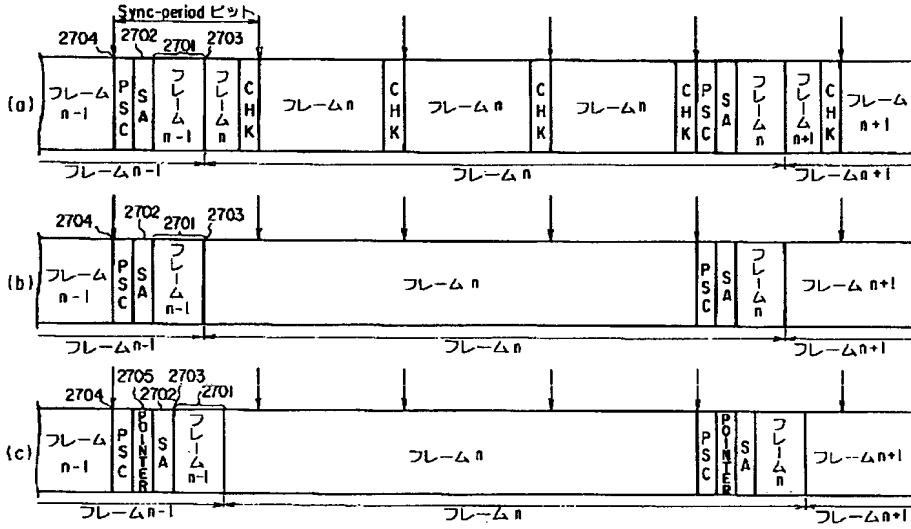 Sync-period ビット
2704 2702 2701 2703
(a) フレーム n-1 PSC SA フレーム n-1 フレーム n CHK フレーム n CHK フレーム n CHK フレーム n CHK PSC SA フレーム n フレーム n+1 CHK フレーム n+1
フレーム n-1 フレーム n フレーム n+1
2704 2702 2701 2703
(b) フレーム n-1 PSC SA フレーム n-1 フレーム n PSC SA フレーム n フレーム n+1
フレーム n-1 フレーム n フレーム n+1
2705 2703
2704 2702 2701
(c) フレーム n-1 PSC POINTER SA フレーム n-1 フレーム n PSC POINTER SA フレーム n フレーム n+1
フレーム n-1 フレーム n フレーム n+1